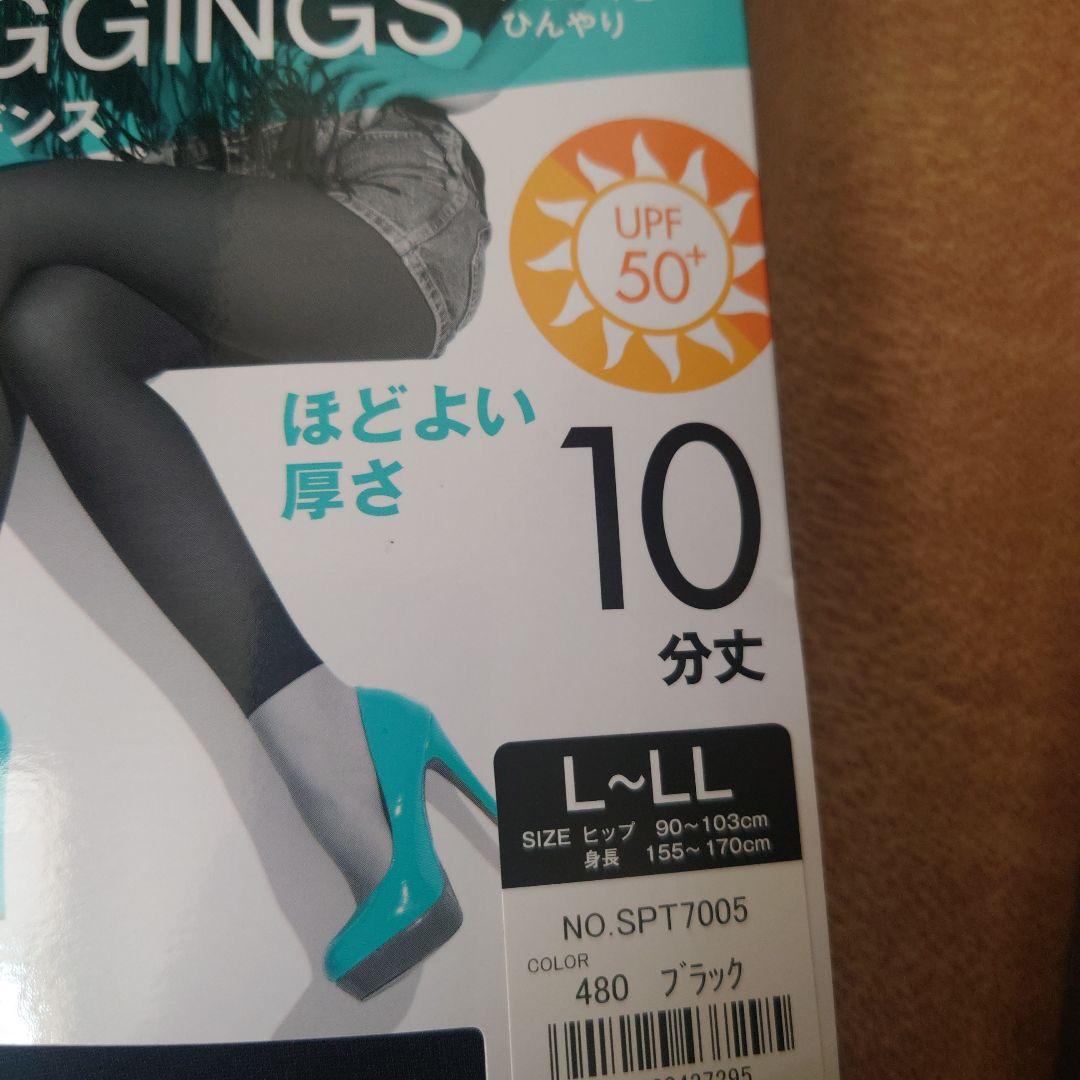 GGINGS
ひんやり
ンス
UPF
50+
ほどよい
厚さ
10
分丈
L~LL
SIZE ヒップ 90~103cm
身長 155~170cm
NO.SPT7005
COLOR
480 ブラック